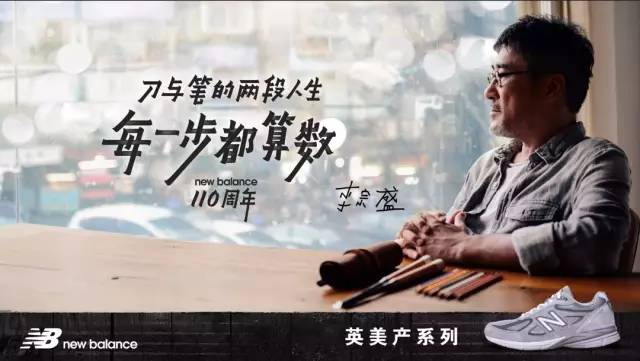 刀与笔的两段人生
每一步都算数
new balance
110周年
李宗盛
NB new balance
英美产系列
N